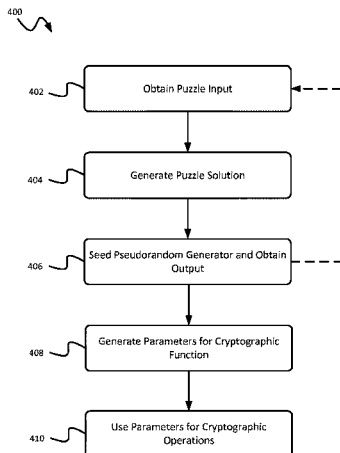 400
402
Obtain Puzzle Input
404
Generate Puzzle Solution
406
Seed Pseudorandom Generator and Obtain
Output
408
Generate Parameters for Cryptographic
Function
410
Use Parameters for Cryptographic
Operations